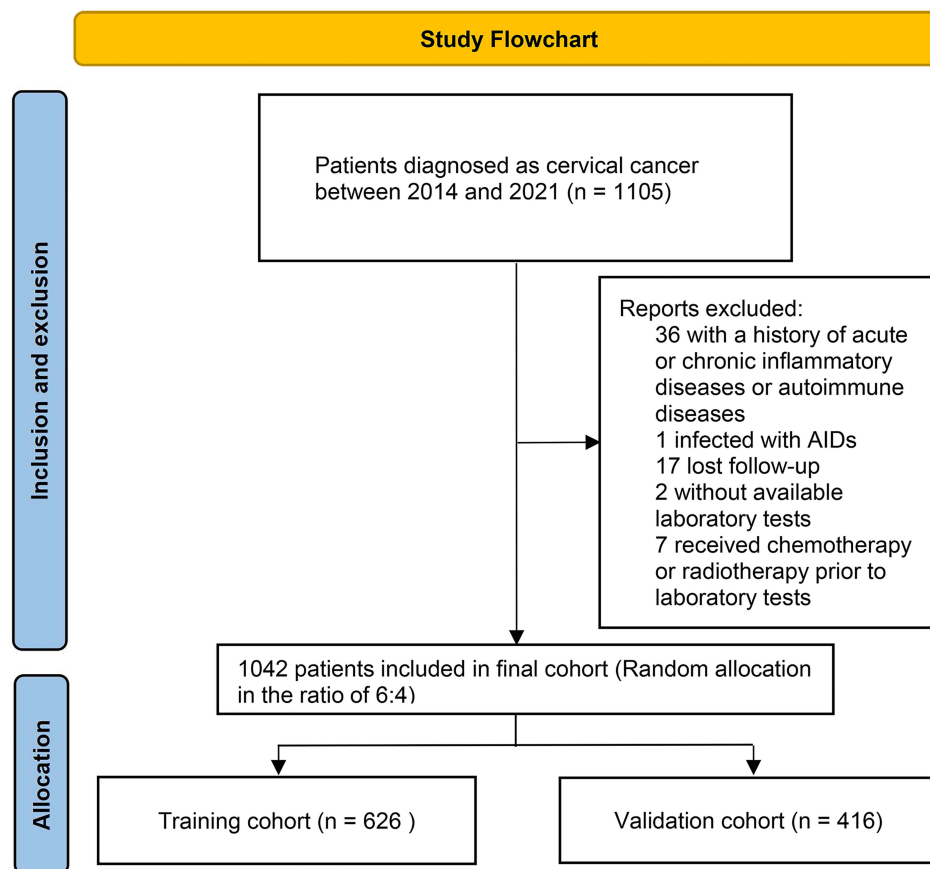 Study Flowchart
Inclusion and exclusion
Patients diagnosed as cervical cancer
between 2014 and 2021 (n = 1105)
Reports excluded:
36 with a history of acute
or chronic inflammatory
diseases or autoimmune
diseases
1 infected with AIDs
17 lost follow-up
2 without available
laboratory tests
7 received chemotherapy
or radiotherapy prior to
laboratory tests
1042 patients included in final cohort (Random allocation
in the ratio of 6:4)
Allocation
Training cohort (n = 626 )
Validation cohort (n = 416)